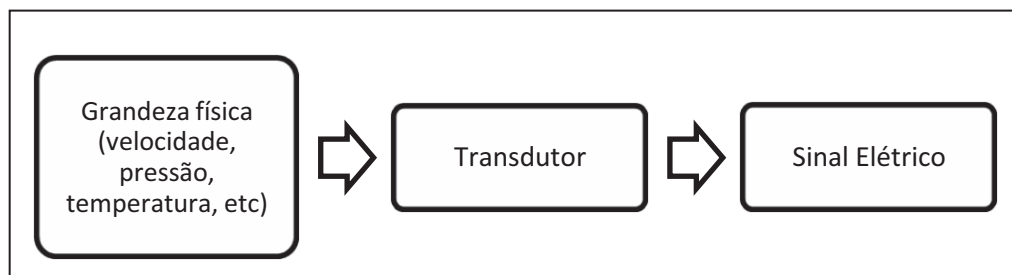 Grandeza física
(velocidade,
pressão,
temperatura, etc)
Transdutor
Sinal Elétrico